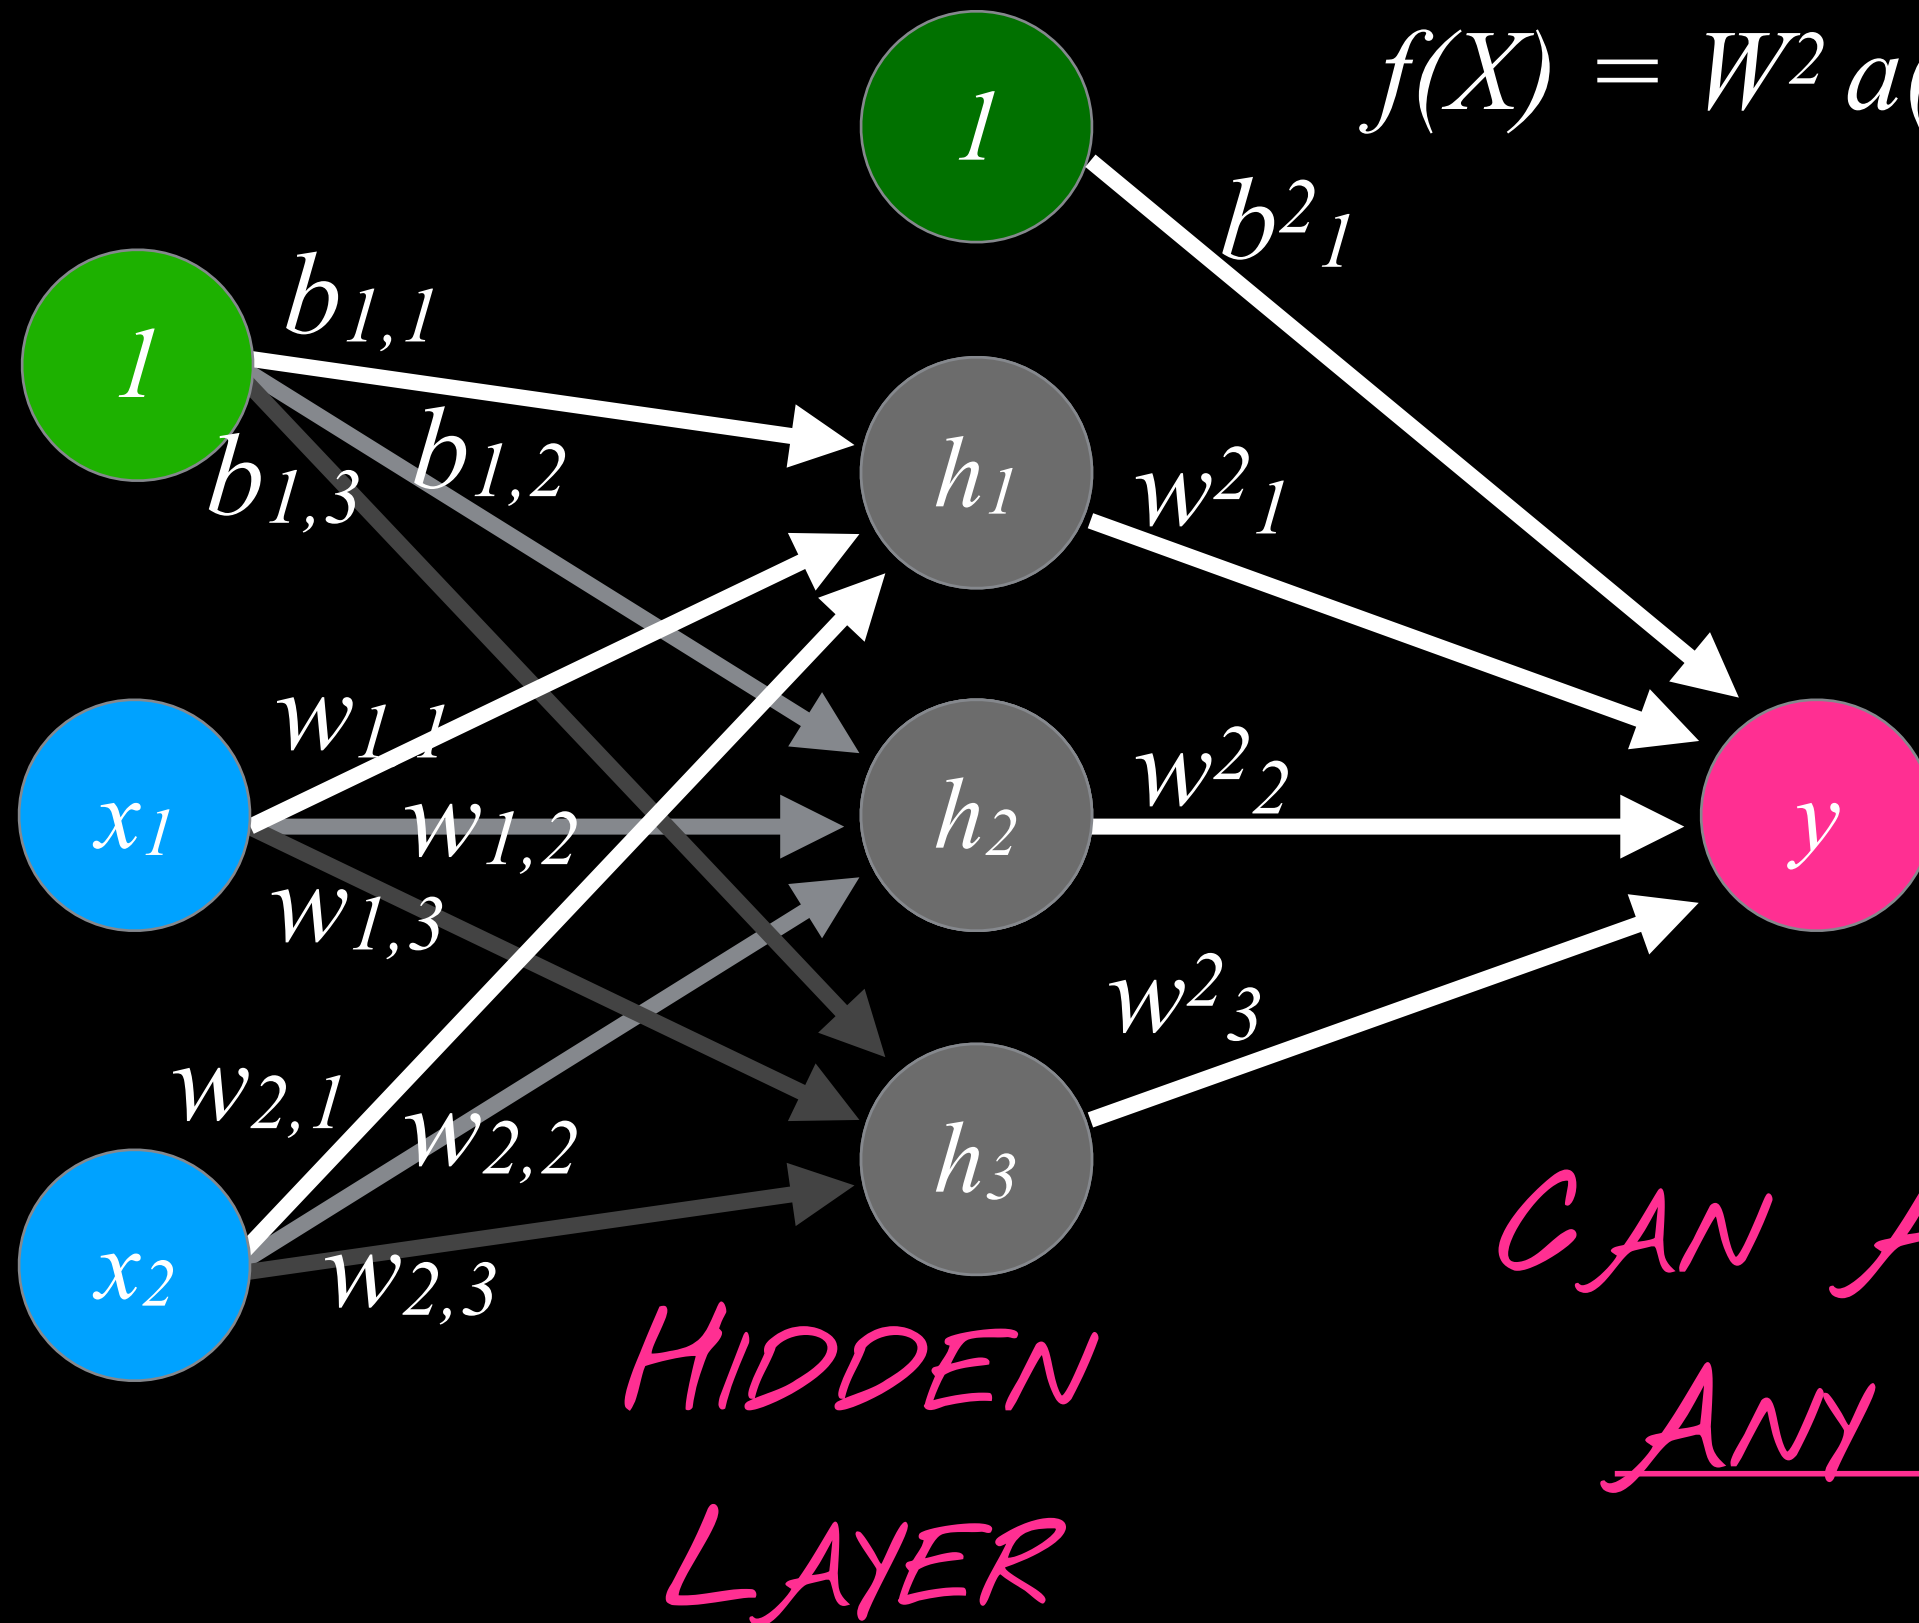 f(X) = W² a(
1
b²₁
1
b₁,₁
b₁,₂
b₁,₃
h₁
w²₁
x₁
w₁,₁
w₁,₂
w₁,₃
h₂
w²₂
y
x₂
w₂,₁
w₂,₂
w₂,₃
h₃
w²₃
CAN
ANY
HIDDEN
LAYER